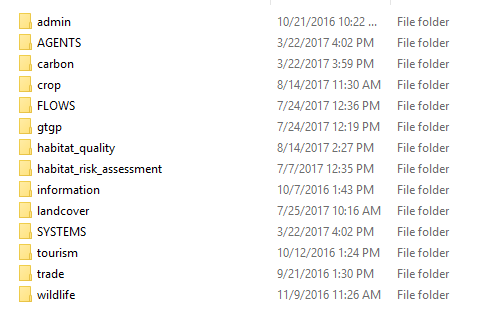 admin 10/21/2016 10:22 ... File folder
AGENTS 3/22/2017 4:02 PM File folder
carbon 3/22/2017 3:59 PM File folder
crop 8/14/2017 11:30 AM File folder
FLOWS 7/24/2017 12:36 PM File folder
gtgp 7/24/2017 12:19 PM File folder
habitat_quality 8/14/2017 2:27 PM File folder
habitat_risk_assessment 7/7/2017 12:35 PM File folder
information 10/7/2016 1:43 PM File folder
landcover 7/25/2017 10:16 AM File folder
SYSTEMS 3/22/2017 4:02 PM File folder
tourism 10/12/2016 1:24 PM File folder
trade 9/21/2016 1:30 PM File folder
wildlife 11/9/2016 11:26 AM File folder